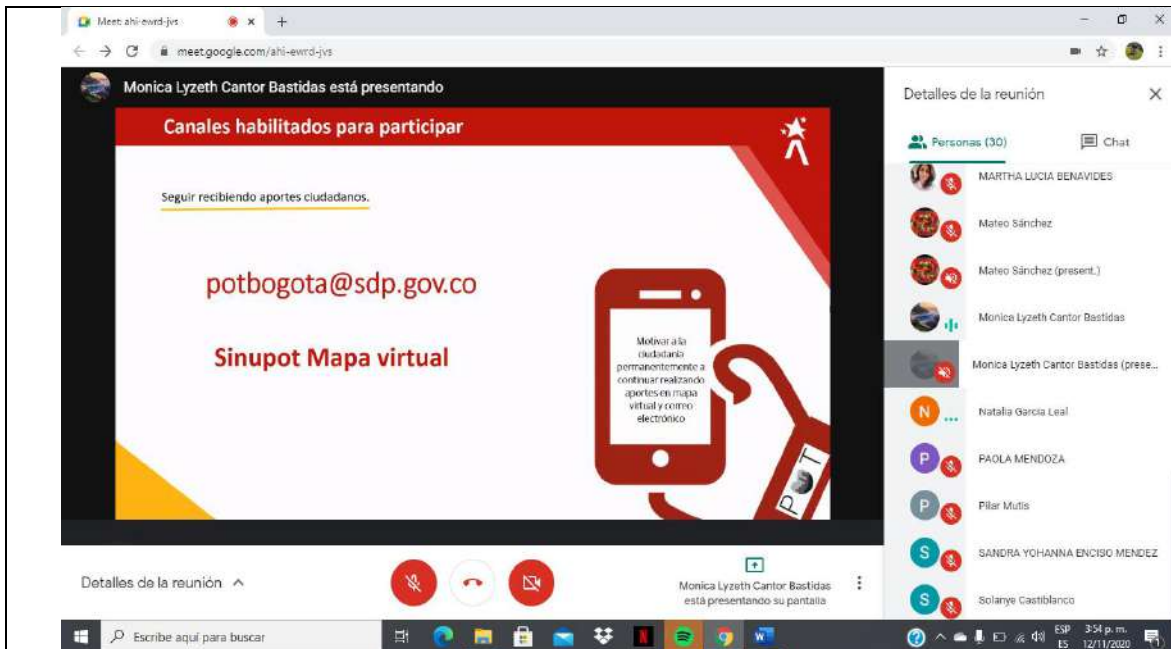 Meet: ahi-ewrd-jvs
meet.google.com/ahi-ewrd-jvs
Monica Lyzeth Cantor Bastidas está presentando
Canales habilitados para participar
Seguir recibiendo aportes ciudadanos.
potbogota@sdp.gov.co
Sinupot Mapa virtual
Motivar a la
ciudadanía
permanentemente a
continuar realizando
aportes en mapa
virtual y correo
electrónico
POT
Detalles de la reunión
Personas (30)
Chat
MARTHA LUCIA BENAVIDES
Mateo Sánchez
Mateo Sánchez (present.)
Monica Lyzeth Cantor Bastidas
Monica Lyzeth Cantor Bastidas (prese...
N
Natalia Garcia Leal
P
PAOLA MENDOZA
P
Pilar Mutis
S
SANDRA YOHANNA ENCISO MENDEZ
S
Solanye Castiblanco
Detalles de la reunión
Monica Lyzeth Cantor Bastidas
está presentando su pantalla
Escribe aquí para buscar
ESP
ES
3:54 p. m.
12/11/2020